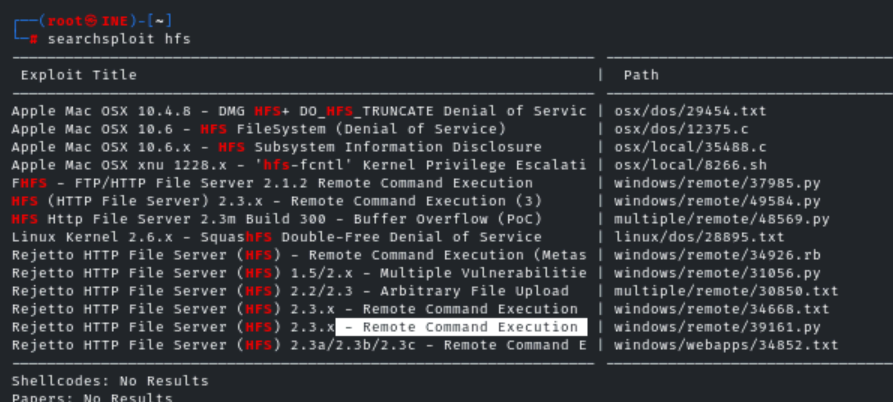 (root㉿INE)-[~]
# searchsploit hfs
Exploit Title | Path
Apple Mac OSX 10.4.8 - DMG HFS+ DO_HFS_TRUNCATE Denial of Servic | osx/dos/29454.txt
Apple Mac OSX 10.6 - HFS FileSystem (Denial of Service) | osx/dos/12375.c
Apple Mac OSX 10.6.x - HFS Subsystem Information Disclosure | osx/local/35488.c
Apple Mac OSX xnu 1228.x - 'hfs-fcntl' Kernel Privilege Escalati | osx/local/8266.sh
FHFS - FTP/HTTP File Server 2.1.2 Remote Command Execution | windows/remote/37985.py
HFS (HTTP File Server) 2.3.x - Remote Command Execution (3) | windows/remote/49584.py
HFS Http File Server 2.3m Build 300 - Buffer Overflow (PoC) | multiple/remote/48569.py
Linux Kernel 2.6.x - SquashFS Double-Free Denial of Service | linux/dos/28895.txt
Rejetto HTTP File Server (HFS) - Remote Command Execution (Metas | windows/remote/34926.rb
Rejetto HTTP File Server (HFS) 1.5/2.x - Multiple Vulnerabilitie | windows/remote/31056.py
Rejetto HTTP File Server (HFS) 2.2/2.3 - Arbitrary File Upload | multiple/remote/30850.txt
Rejetto HTTP File Server (HFS) 2.3.x - Remote Command Execution | windows/remote/34668.txt
Rejetto HTTP File Server (HFS) 2.3.x - Remote Command Execution | windows/remote/39161.py
Rejetto HTTP File Server (HFS) 2.3a/2.3b/2.3c - Remote Command E | windows/webapps/34852.txt
Shellcodes: No Results
Papers: No Results